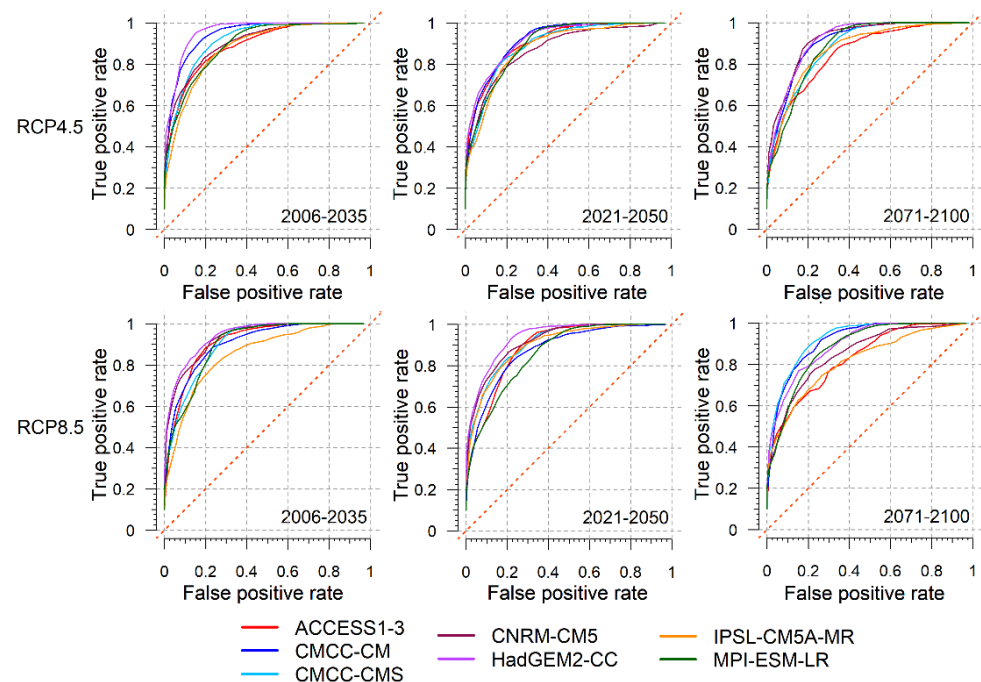 RCP4.5
True positive rate
1
0.8
0.6
0.4
0.2
0
2006-2035
0 0.2 0.4 0.6 0.8 1
False positive rate
True positive rate
1
0.8
0.6
0.4
0.2
0
2021-2050
0 0.2 0.4 0.6 0.8 1
False positive rate
True positive rate
1
0.8
0.6
0.4
0.2
0
2071-2100
0 0.2 0.4 0.6 0.8 1
False positive rate
RCP8.5
True positive rate
1
0.8
0.6
0.4
0.2
0
2006-2035
0 0.2 0.4 0.6 0.8 1
False positive rate
True positive rate
1
0.8
0.6
0.4
0.2
0
2021-2050
0 0.2 0.4 0.6 0.8 1
False positive rate
True positive rate
1
0.8
0.6
0.4
0.2
0
2071-2100
0 0.2 0.4 0.6 0.8 1
False positive rate
ACCESS1-3
CMCC-CM
CMCC-CMS
CNRM-CM5
HadGEM2-CC
IPSL-CM5A-MR
MPI-ESM-LR